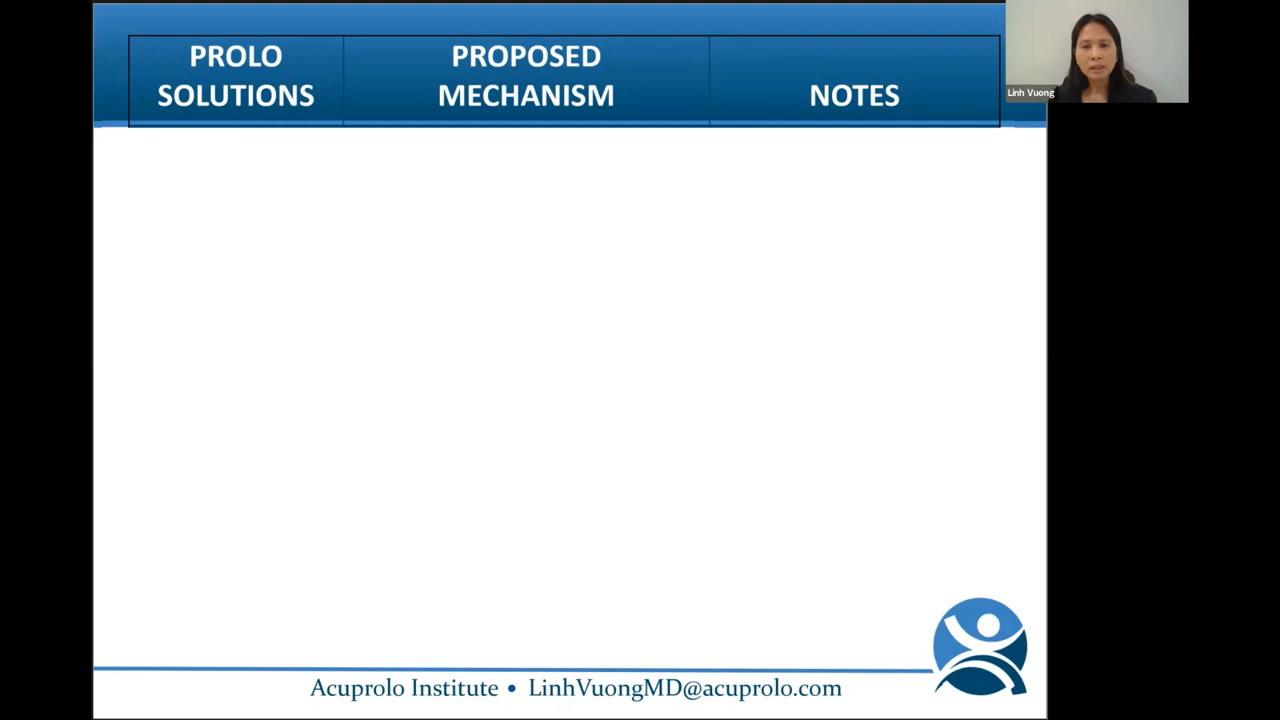 PROLO
SOLUTIONS
PROPOSED
MECHANISM
NOTES
Linh Vuong
Acuprolo Institute • LinhVuongMD@acuprolo.com